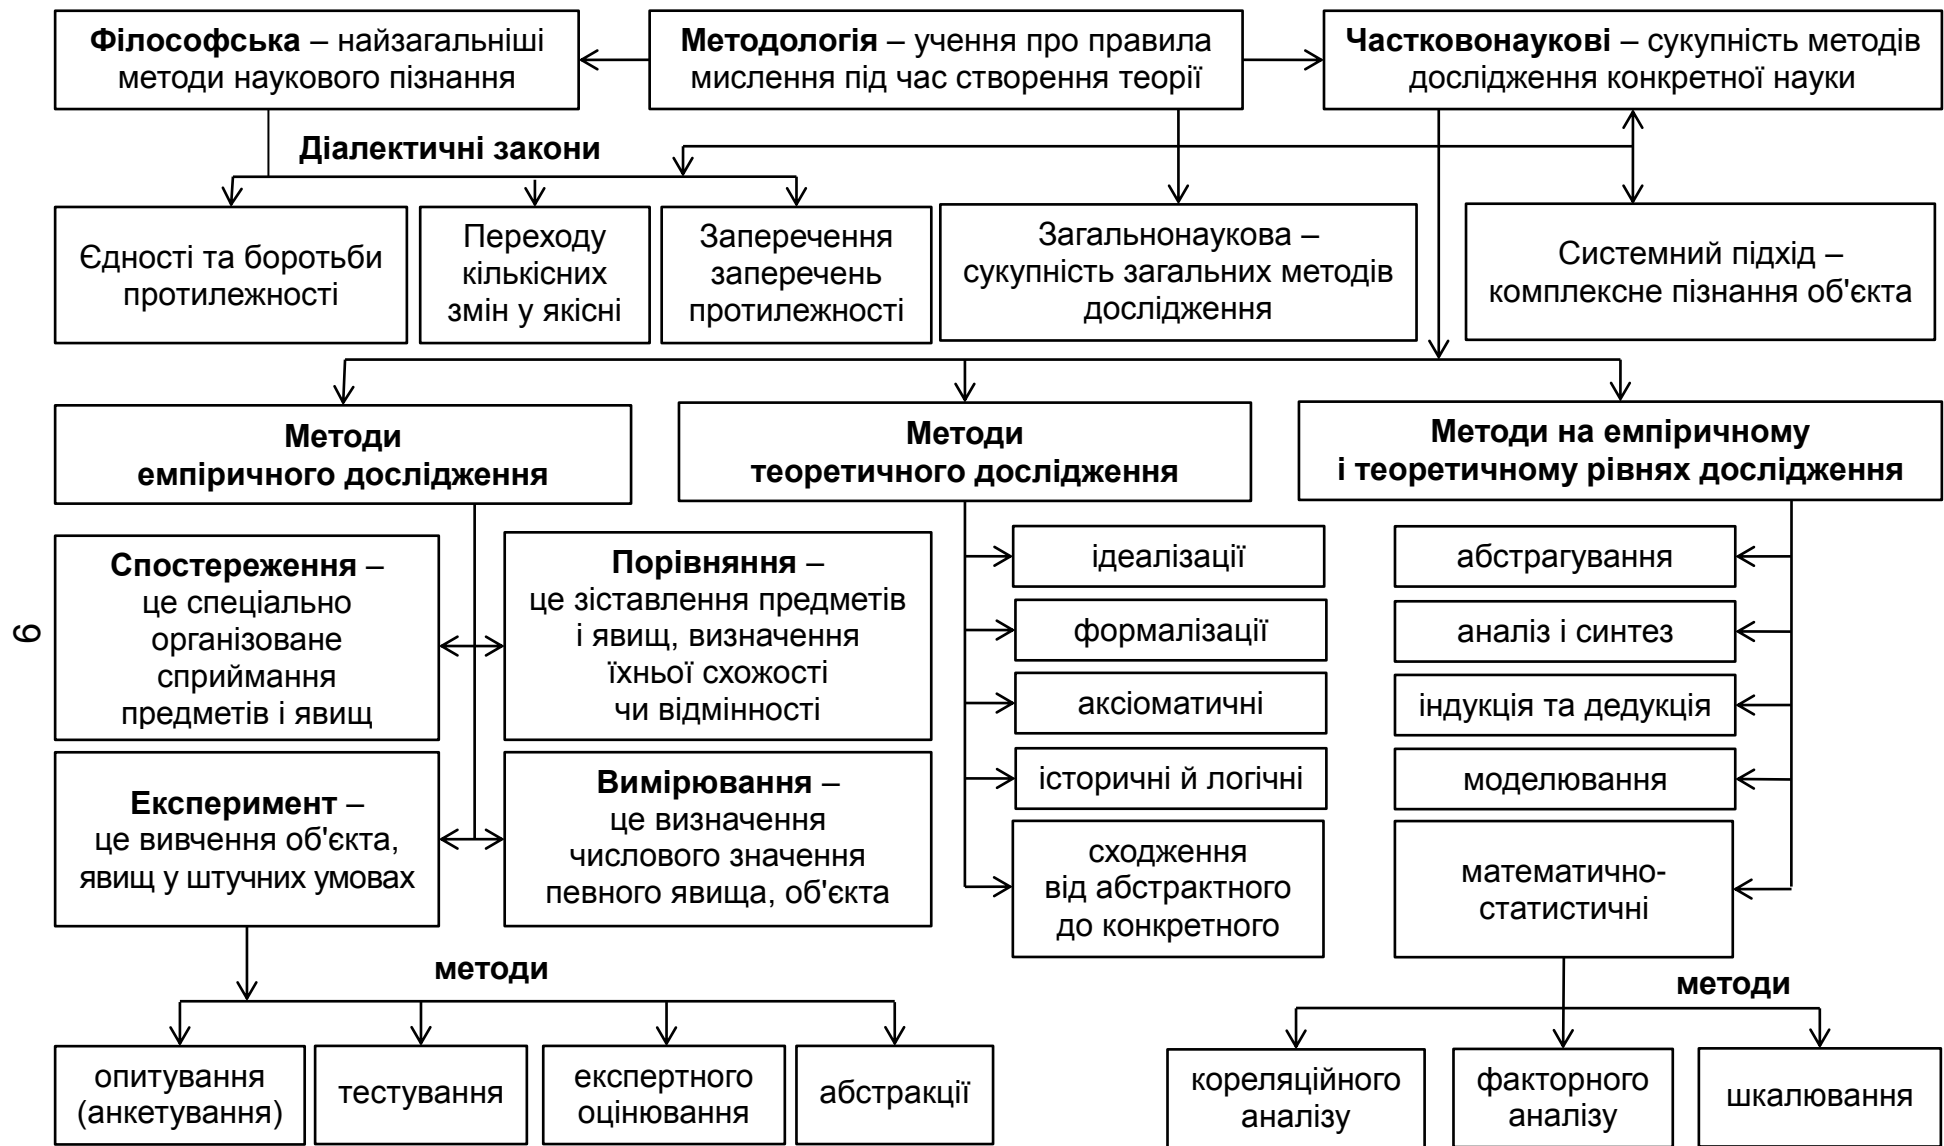 Філософська – найзагальніші
методи наукового пізнання
Методологія – учення про правила
мислення під час створення теорії
Частковонаукові – сукупність методів
дослідження конкретної науки
Діалектичні закони
Єдності та боротьби
протилежності
Переходу
кількісних
змін у якісні
Заперечення
заперечень
протилежності
Загальнонаукова –
сукупність загальних методів
дослідження
Системний підхід –
комплексне пізнання об'єкта
Методи
емпіричного дослідження
Методи
теоретичного дослідження
Методи на емпіричному
і теоретичному рівнях дослідження
Спостереження –
це спеціально
організоване
сприймання
предметів і явищ
Порівняння –
це зіставлення предметів
і явищ, визначення
їхньої схожості
чи відмінності
Експеримент –
це вивчення об'єкта,
явищ у штучних умовах
Вимірювання –
це визначення
числового значення
певного явища, об'єкта
ідеалізації
формалізації
аксіоматичні
історичні й логічні
сходження
від абстрактного
до конкретного
абстрагування
аналіз і синтез
індукція та дедукція
моделювання
математично-
статистичні
методи
опитування
(анкетування)
тестування
експертного
оцінювання
абстракції
методи
кореляційного
аналізу
факторного
аналізу
шкалювання
9